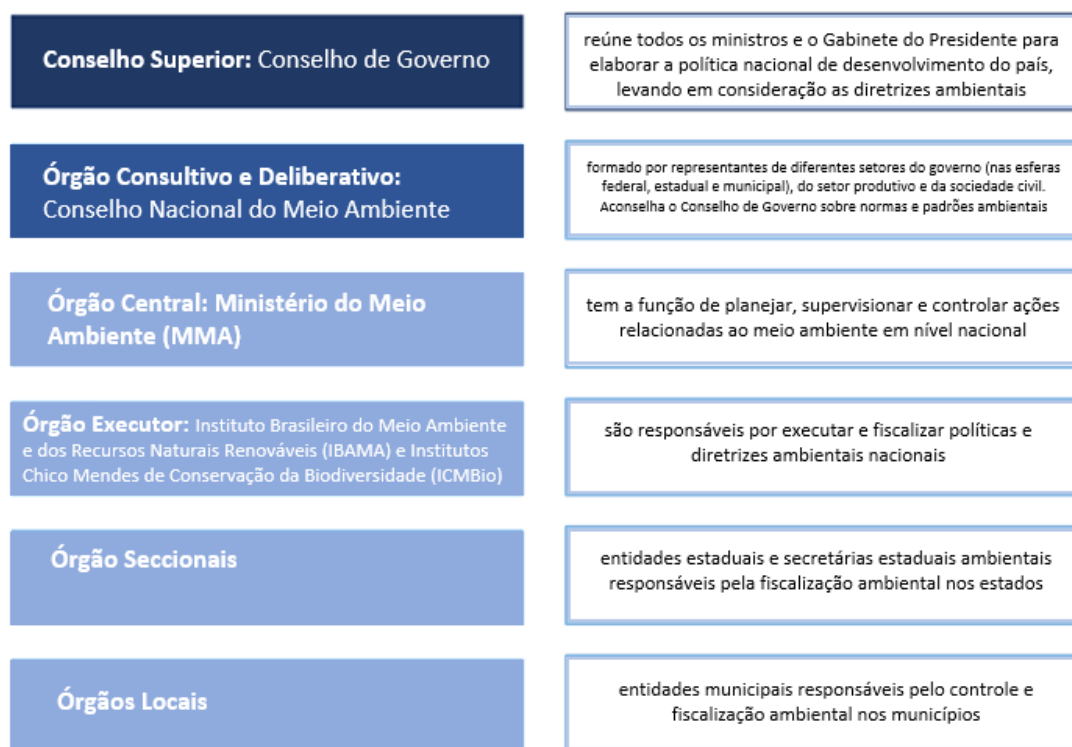 Conselho Superior: Conselho de Governo
reúne todos os ministros e o Gabinete do Presidente para
elaborar a política nacional de desenvolvimento do país,
levando em consideração as diretrizes ambientais
Órgão Consultivo e Deliberativo:
Conselho Nacional do Meio Ambiente
formado por representantes de diferentes setores do governo (nas esferas
federal, estadual e municipal), do setor produtivo e da sociedade civil.
Aconselha o Conselho de Governo sobre normas e padrões ambientais
Órgão Central: Ministério do Meio
Ambiente (MMA)
tem a função de planejar, supervisionar e controlar ações
relacionadas ao meio ambiente em nível nacional
Órgão Executor: Instituto Brasileiro do Meio Ambiente
e dos Recursos Naturais Renováveis (IBAMA) e Institutos
Chico Mendes de Conservação da Biodiversidade (ICMBio)
são responsáveis por executar e fiscalizar políticas e
diretrizes ambientais nacionais
Órgão Seccionais
entidades estaduais e secretárias estaduais ambientais
responsáveis pela fiscalização ambiental nos estados
Órgãos Locais
entidades municipais responsáveis pelo controle e
fiscalização ambiental nos municípios